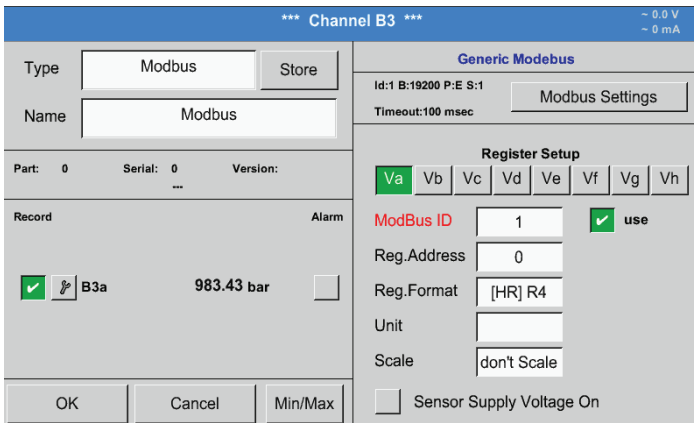 *** Channel B3 ***
~ 0.0 V
~ 0 mA
Type
Modbus
Store
Name
Modbus
Part: 0 Serial: 0 Version:
---
Record Alarm
B3a 983.43 bar
OK Cancel Min/Max
Generic Modebus
Id:1 B:19200 P:E S:1
Timeout:100 msec
Modbus Settings
Register Setup
Va Vb Vc Vd Ve Vf Vg Vh
ModBus ID 1 use
Reg.Address 0
Reg.Format [HR] R4
Unit
Scale don't Scale
Sensor Supply Voltage On